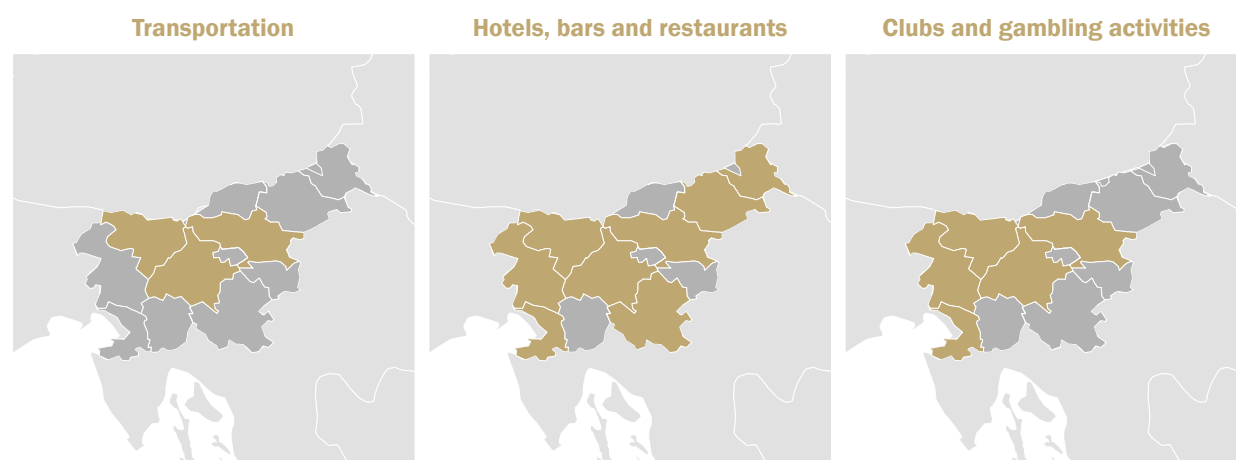 Transportation
Hotels, bars and restaurants
Clubs and gambling activities